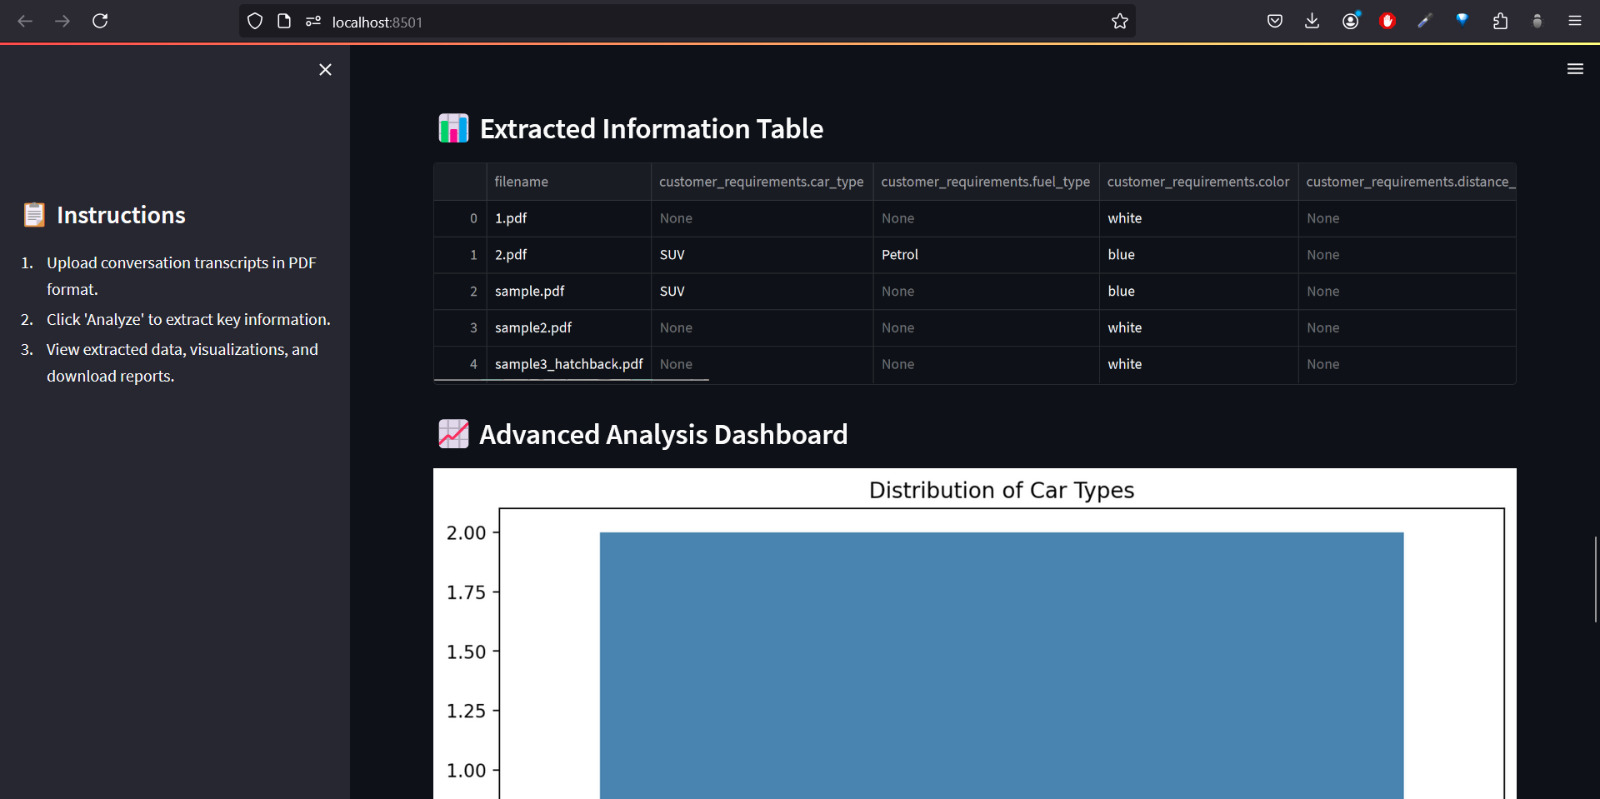 localhost:8501
Instructions
1. Upload conversation transcripts in PDF
format.
2. Click 'Analyze' to extract key information.
3. View extracted data, visualizations, and
download reports.
Extracted Information Table
filename customer_requirements.car_type customer_requirements.fuel_type customer_requirements.color customer_requirements.distance_
0 1.pdf None None white None
1 2.pdf SUV Petrol blue None
2 sample.pdf SUV None blue None
3 sample2.pdf None None white None
4 sample3_hatchback.pdf None None white None
Advanced Analysis Dashboard
Distribution of Car Types
2.00
1.75
1.50
1.25
1.00